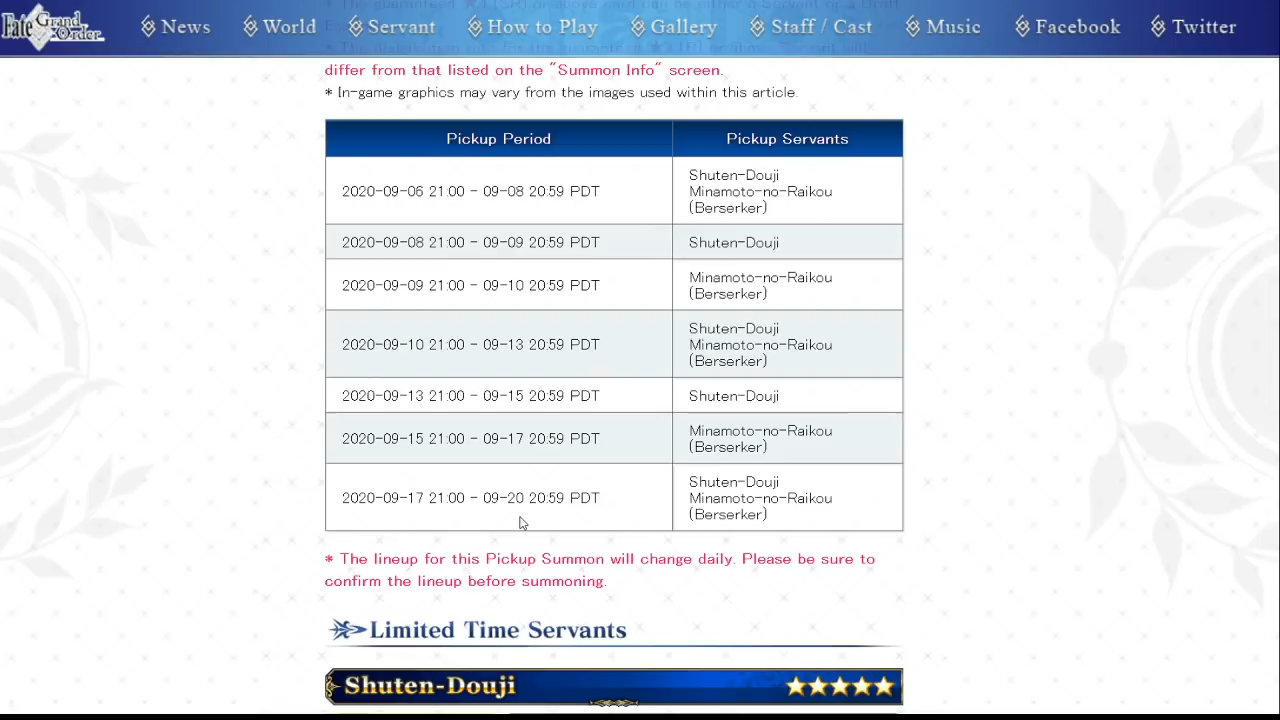 Fate Grand Order
News World Servant How to Play Gallery Staff / Cast Music Facebook Twitter
differ from that listed on the "Summon Info" screen.
* In-game graphics may vary from the images used within this article.
Pickup Period Pickup Servants
2020-09-06 21:00 - 09-08 20:59 PDT
Shuten-Douji
Minamoto-no-Raikou
(Berserker)
2020-09-08 21:00 - 09-09 20:59 PDT
Shuten-Douji
2020-09-09 21:00 - 09-10 20:59 PDT
Minamoto-no-Raikou
(Berserker)
2020-09-10 21:00 - 09-13 20:59 PDT
Shuten-Douji
Minamoto-no-Raikou
(Berserker)
2020-09-13 21:00 - 09-15 20:59 PDT
Shuten-Douji
2020-09-15 21:00 - 09-17 20:59 PDT
Minamoto-no-Raikou
(Berserker)
2020-09-17 21:00 - 09-20 20:59 PDT
Shuten-Douji
Minamoto-no-Raikou
(Berserker)
* The lineup for this Pickup Summon will change daily. Please be sure to
confirm the lineup before summoning.
Limited Time Servants
Shuten-Douji